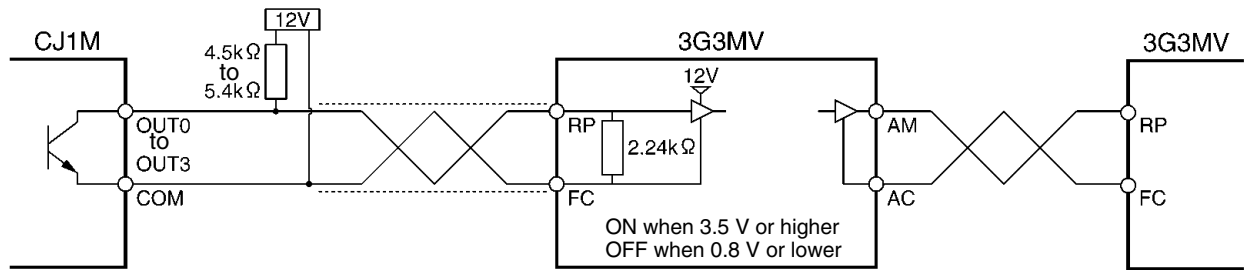 12V
CJ1M
4.5kΩ
to
5.4kΩ
3G3MV
3G3MV
12V
OUT0
to
OUT3
RP
2.24kΩ
AM
RP
COM
FC
AC
FC
ON when 3.5 V or higher
OFF when 0.8 V or lower